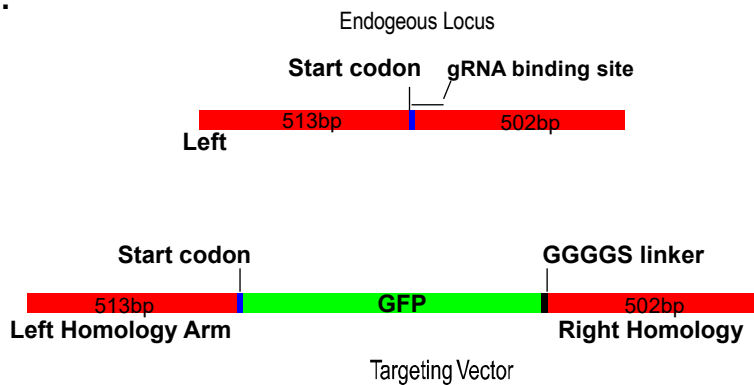 .
Endogeous Locus
Start codon gRNA binding site
513bp 502bp
Left
Start codon GGGGS linker
513bp GFP 502bp
Left Homology Arm Right Homology
Targeting Vector